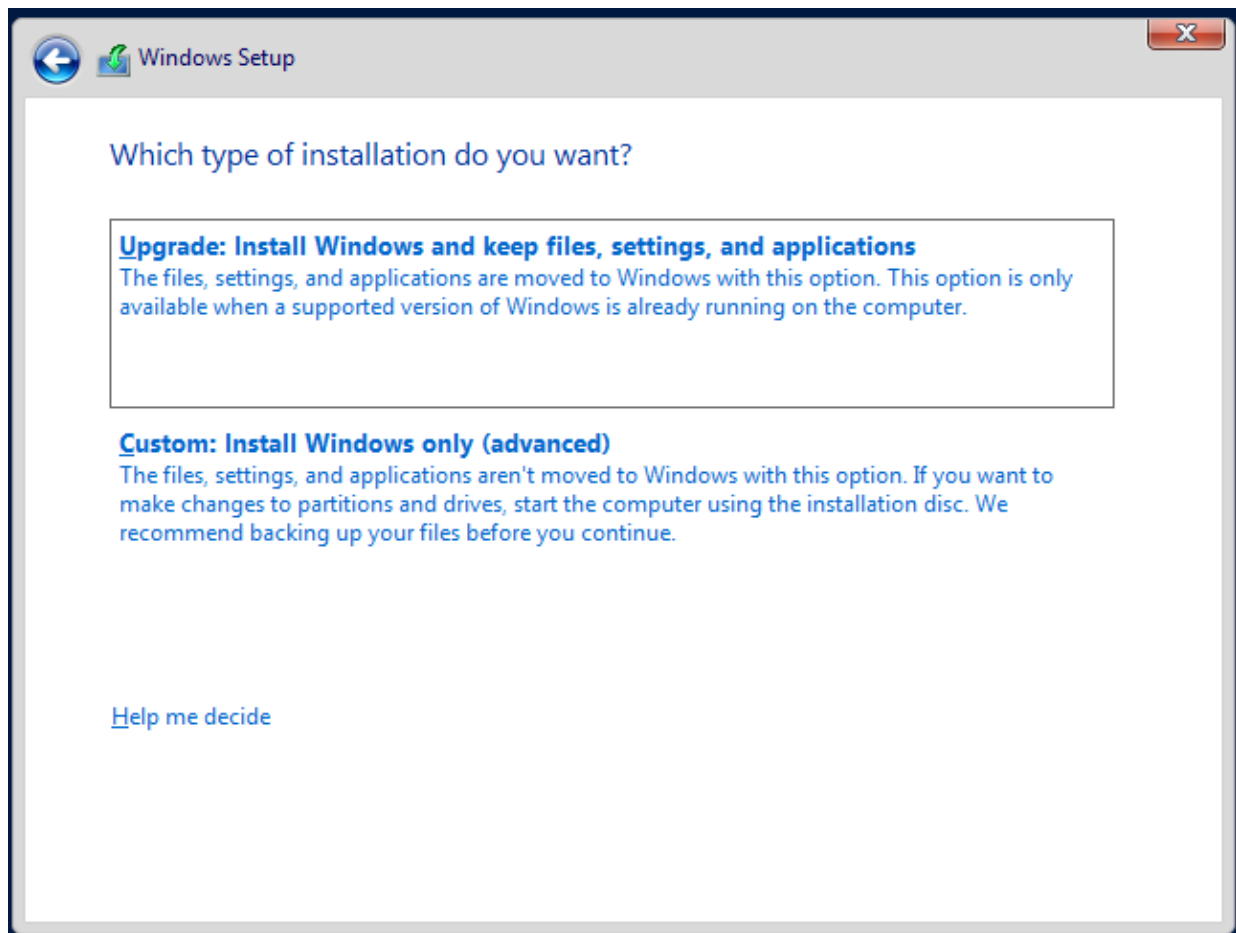 Windows Setup
Which type of installation do you want?
Upgrade: Install Windows and keep files, settings, and applications
The files, settings, and applications are moved to Windows with this option. This option is only
available when a supported version of Windows is already running on the computer.
Custom: Install Windows only (advanced)
The files, settings, and applications aren't moved to Windows with this option. If you want to
make changes to partitions and drives, start the computer using the installation disc. We
recommend backing up your files before you continue.
Help me decide